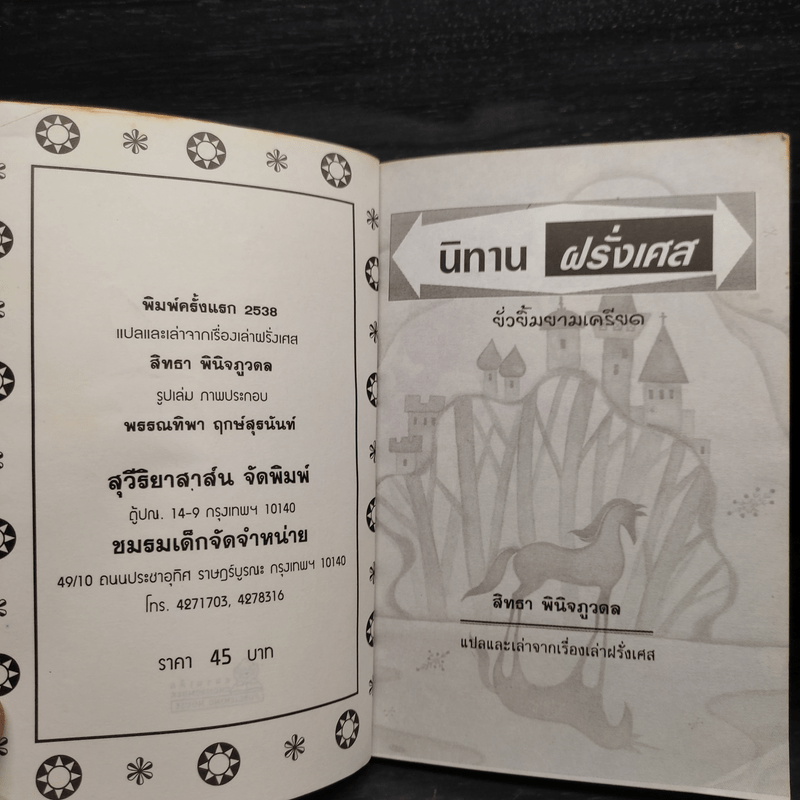 พิมพ์ครั้งแรก 2538
แปลและเล่าจากเรื่องเล่าฝรั่งเศส
สิทธา พินิจภูวดล
รูปเล่ม ภาพประกอบ
พรรณทิพา ฤกษ์สุรนันท์
สุวีริยาสาส์น จัดพิมพ์
ตู้ปณ. 14-9 กรุงเทพฯ 10140
ชมรมเด็กจัดจำหน่าย
49/10 ถนนประชาอุทิศ ราษฎร์บูรณะ กรุงเทพฯ 10140
โทร. 4271703, 4278316
ราคา 45 บาท
นิทาน ฝรั่งเศส
ยั่วยิ้มยามเครียด
สิทธา พินิจภูวดล
แปลและเล่าจากเรื่องเล่าฝรั่งเศส